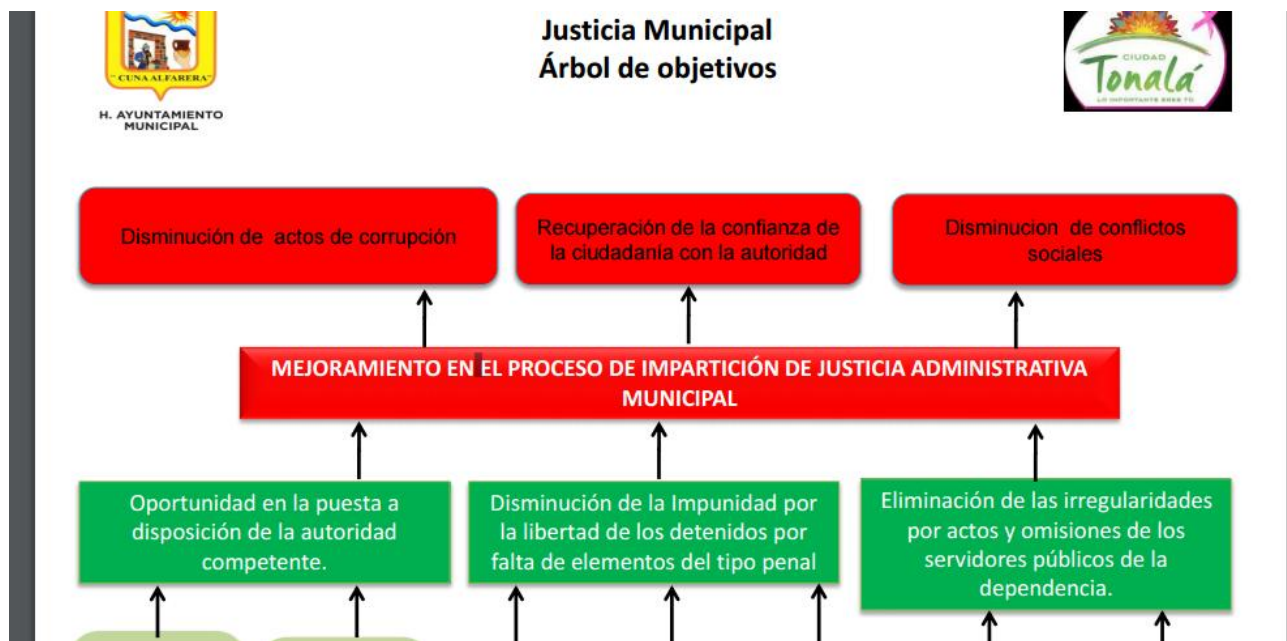 Justicia Municipal
Árbol de objetivos
" CUNA ALFARERA"
H. AYUNTAMIENTO
MUNICIPAL
CIUDAD
Tonalá
LO IMPORTANTE ERES TÚ
Disminución de actos de corrupción
Recuperación de la confianza de
la ciudadanía con la autoridad
Disminucion de conflictos
sociales
MEJORAMIENTO EN EL PROCESO DE IMPARTICIÓN DE JUSTICIA ADMINISTRATIVA
MUNICIPAL
Oportunidad en la puesta a
disposición de la autoridad
competente.
Disminución de la Impunidad por
la libertad de los detenidos por
falta de elementos del tipo penal
Eliminación de las irregularidades
por actos y omisiones de los
servidores públicos de la
dependencia.